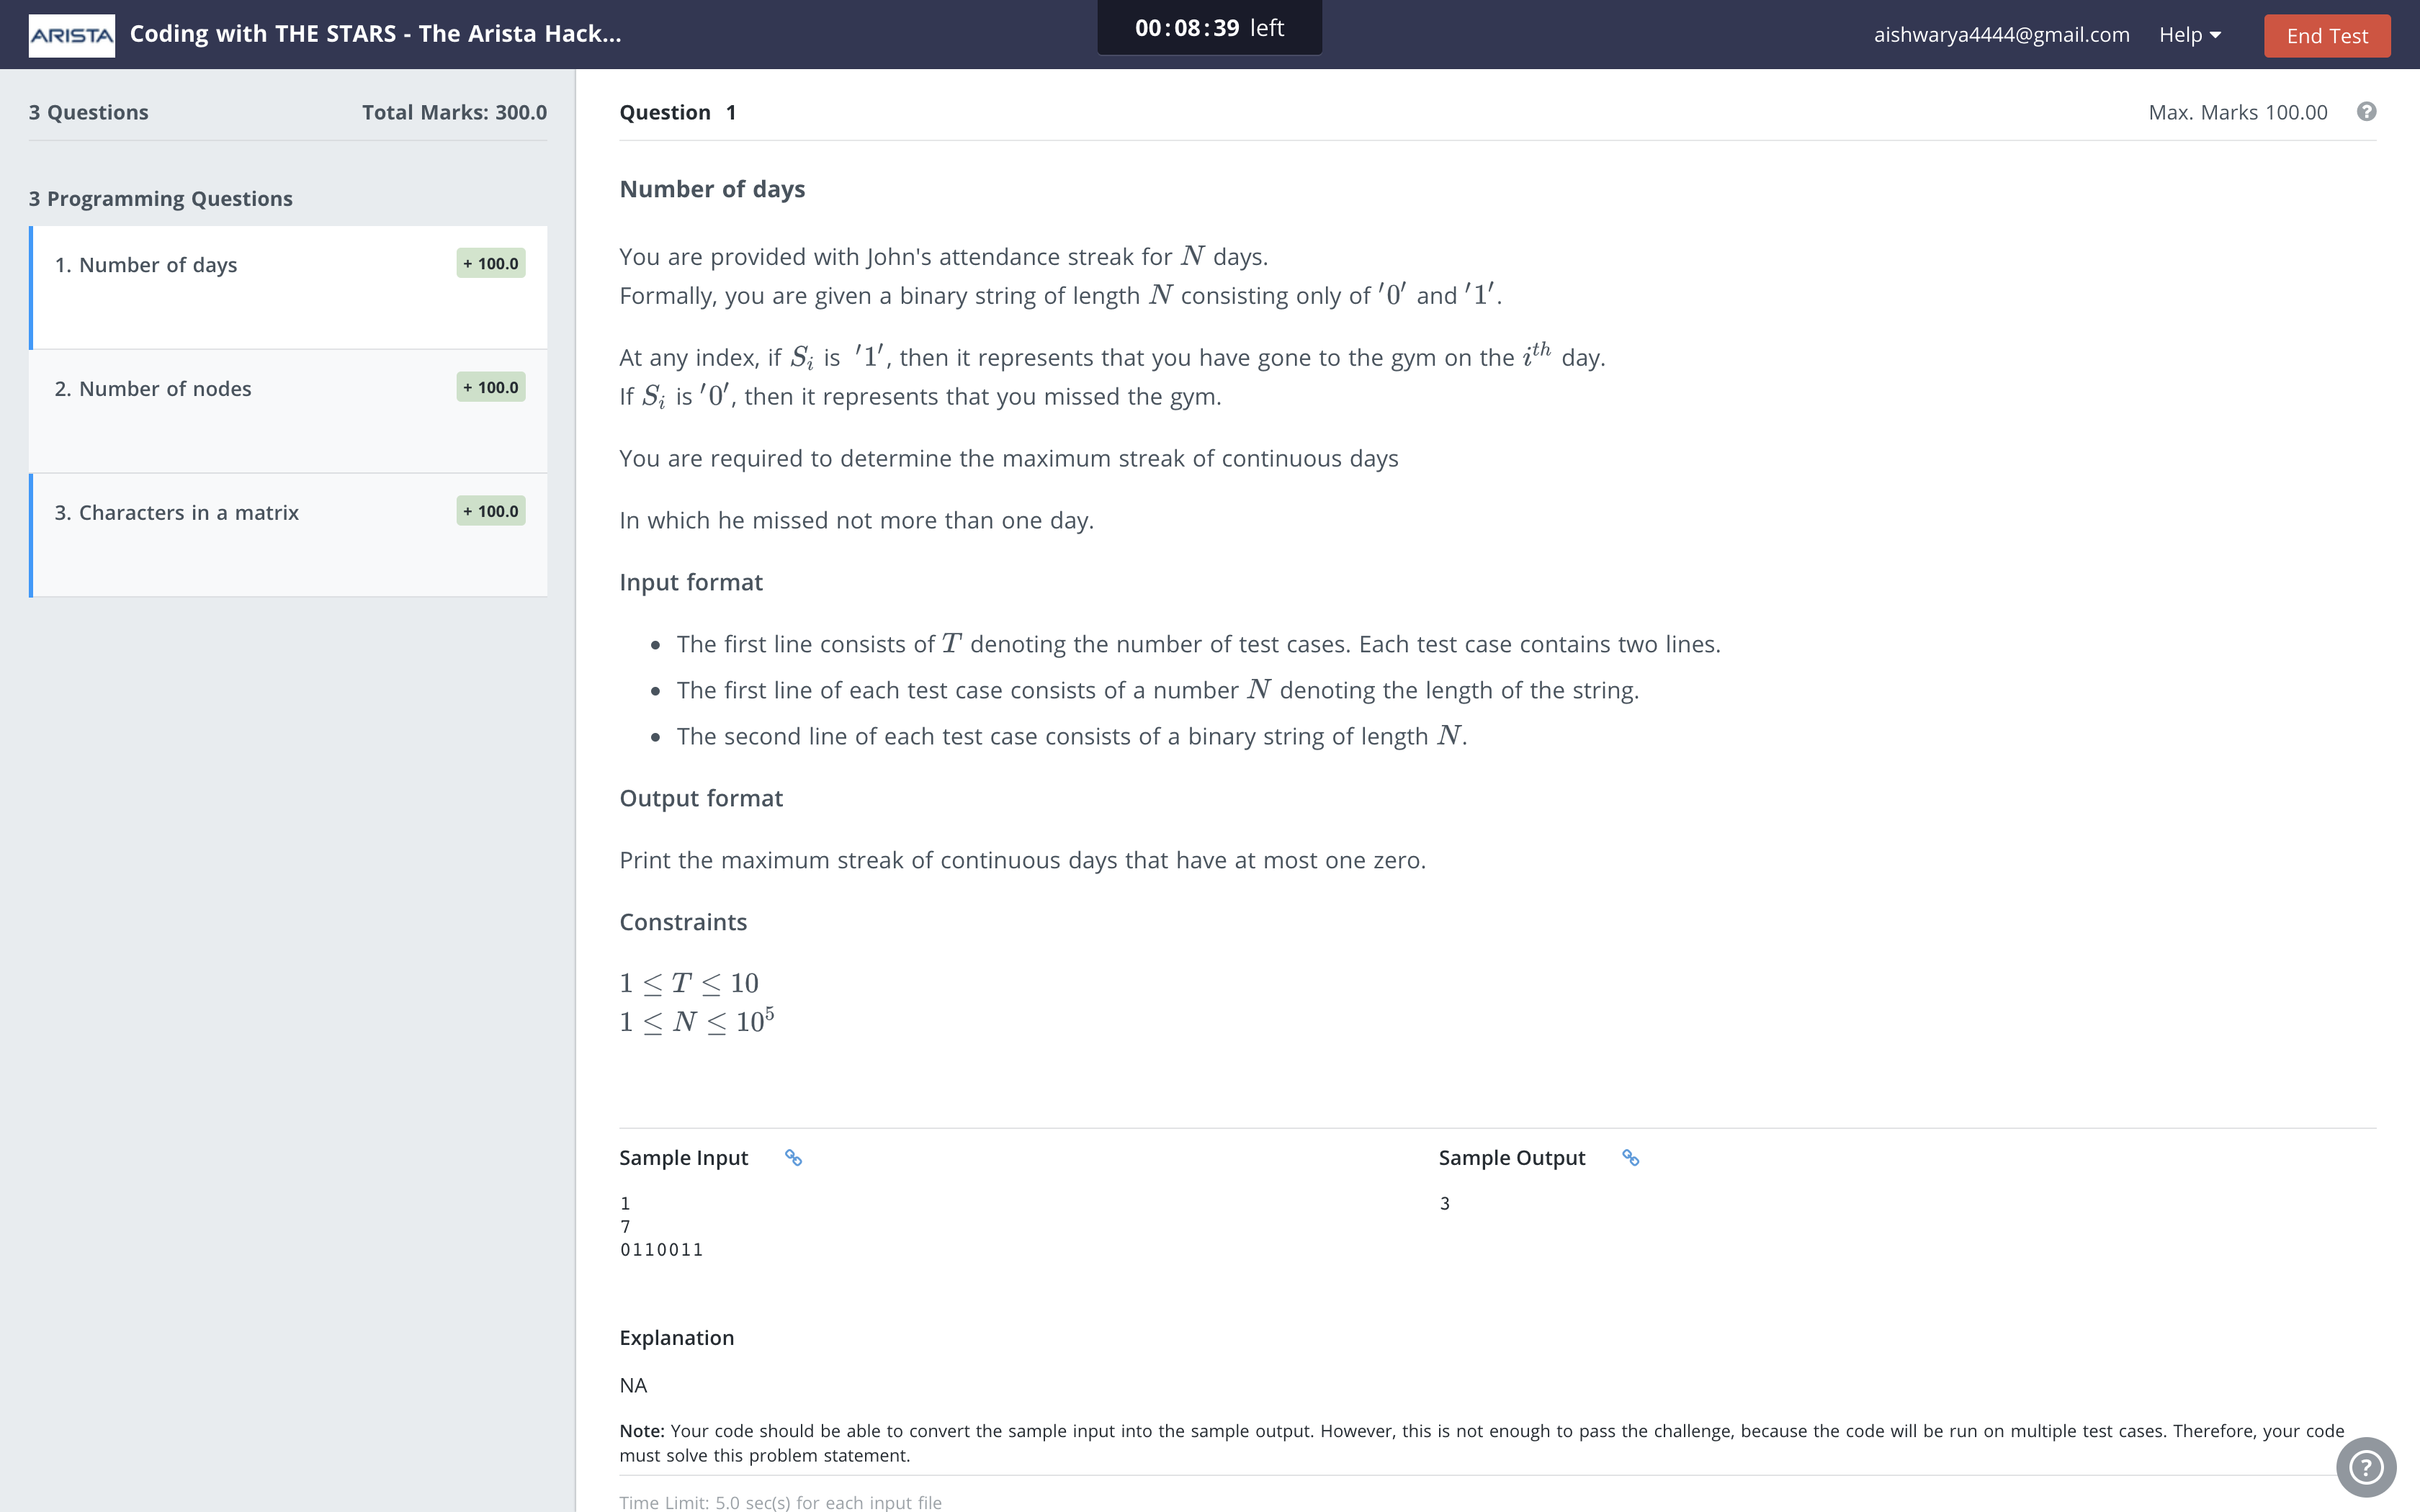 ARISTA
Coding with THE STARS - The Arista Hack...
00:08:39 left
aishwarya4444@gmail.com
Help
End Test
3 Questions
Total Marks: 300.0
3 Programming Questions
1. Number of days
+ 100.0
2. Number of nodes
+ 100.0
3. Characters in a matrix
+ 100.0
Question 1
Max. Marks 100.00
?
Number of days
You are provided with John's attendance streak for N days.
Formally, you are given a binary string of length N consisting only of '0' and '1'.
At any index, if S_i is '1', then it represents that you have gone to the gym on the i^th day.
If S_i is '0', then it represents that you missed the gym.
You are required to determine the maximum streak of continuous days
In which he missed not more than one day.
Input format
• The first line consists of T denoting the number of test cases. Each test case contains two lines.
• The first line of each test case consists of a number N denoting the length of the string.
• The second line of each test case consists of a binary string of length N.
Output format
Print the maximum streak of continuous days that have at most one zero.
Constraints
1 ≤ T ≤ 10
1 ≤ N ≤ 10^5
Sample Input
1
7
0110011
Sample Output
3
Explanation
NA
Note: Your code should be able to convert the sample input into the sample output. However, this is not enough to pass the challenge, because the code will be run on multiple test cases. Therefore, your code
must solve this problem statement.
?
Time Limit: 5.0 sec(s) for each input file